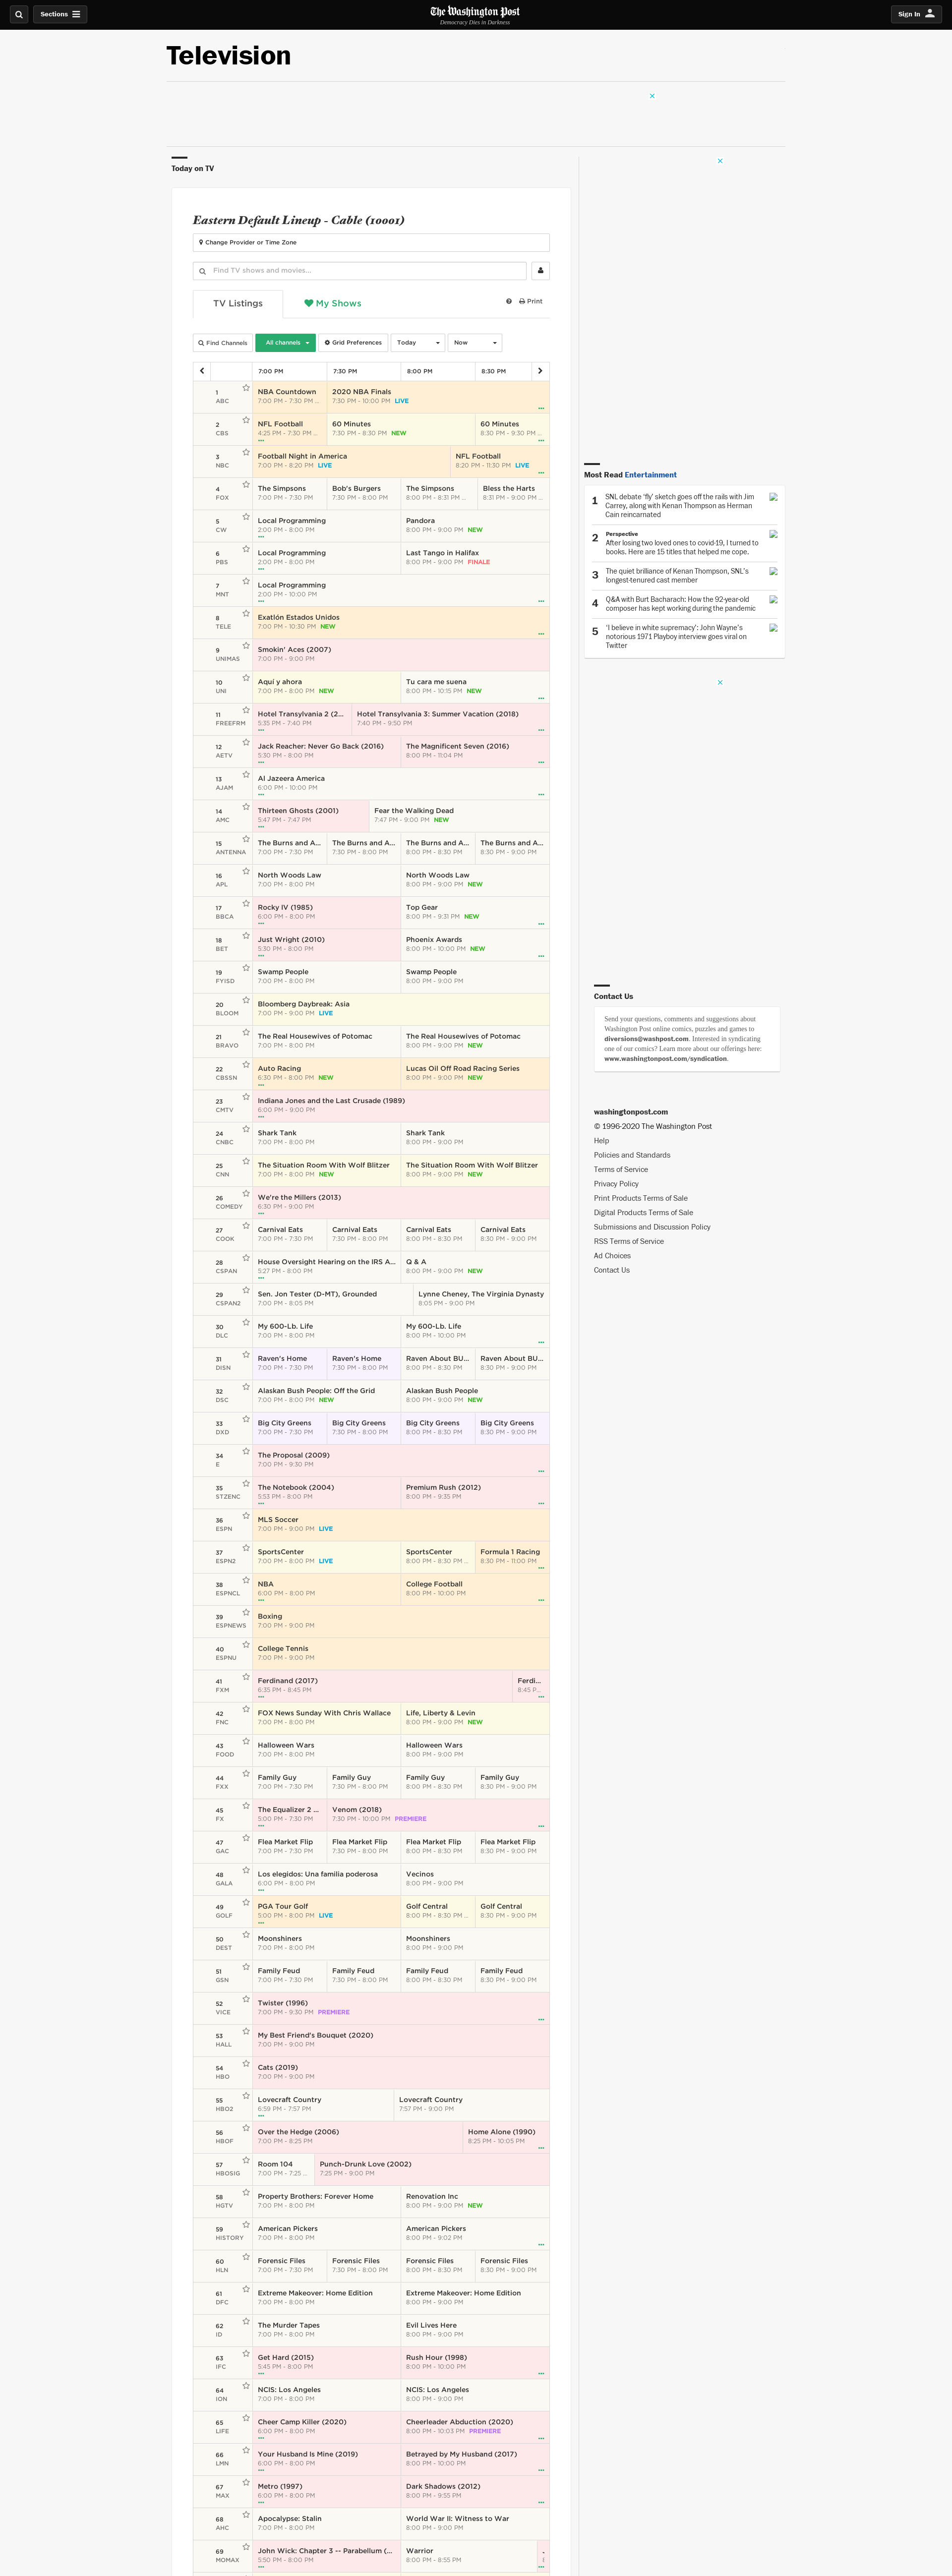 Sections
The Washington Post
Democracy Dies in Darkness
Sign In
Television
Today on TV
Eastern Default Lineup - Cable (10001)
Change Provider or Time Zone
Find TV shows and movies...
TV Listings
My Shows
Print
Find Channels
All channels
Grid Preferences
Today
Now
7:00 PM 7:30 PM 8:00 PM 8:30 PM
1 NBA Countdown 2020 NBA Finals
ABC 7:00 PM - 7:30 PM ... 7:30 PM - 10:00 PM LIVE
2 NFL Football 60 Minutes 60 Minutes
CBS 4:25 PM - 7:30 PM ... 7:30 PM - 8:30 PM NEW 8:30 PM - 9:30 PM ...
3 Football Night in America NFL Football
NBC 7:00 PM - 8:20 PM LIVE 8:20 PM - 11:30 PM LIVE
4 The Simpsons Bob's Burgers The Simpsons Bless the Harts
FOX 7:00 PM - 7:30 PM 7:30 PM - 8:00 PM 8:00 PM - 8:31 PM ... 8:31 PM - 9:00 PM ...
5 Local Programming Pandora
CW 2:00 PM - 8:00 PM 8:00 PM - 9:00 PM NEW
6 Local Programming Last Tango in Halifax
PBS 2:00 PM - 8:00 PM 8:00 PM - 9:00 PM FINALE
7 Local Programming
MNT 2:00 PM - 10:00 PM
8 Exatlón Estados Unidos
TELE 7:00 PM - 10:30 PM NEW
9 Smokin' Aces (2007)
UNIMAS 7:00 PM - 9:00 PM
10 Aquí y ahora Tu cara me suena
UNI 7:00 PM - 8:00 PM NEW 8:00 PM - 10:15 PM NEW
11 Hotel Transylvania 2 (2... Hotel Transylvania 3: Summer Vacation (2018)
FREEFRM 5:35 PM - 7:40 PM 7:40 PM - 9:50 PM
12 Jack Reacher: Never Go Back (2016) The Magnificent Seven (2016)
AETV 5:30 PM - 8:00 PM 8:00 PM - 11:04 PM
13 Al Jazeera America
AJAM 6:00 PM - 10:00 PM
14 Thirteen Ghosts (2001) Fear the Walking Dead
AMC 5:47 PM - 7:47 PM 7:47 PM - 9:00 PM NEW
15 The Burns and A... The Burns and A... The Burns and A... The Burns and A...
ANTENNA 7:00 PM - 7:30 PM 7:30 PM - 8:00 PM 8:00 PM - 8:30 PM 8:30 PM - 9:00 PM
16 North Woods Law North Woods Law
APL 7:00 PM - 8:00 PM 8:00 PM - 9:00 PM NEW
17 Rocky IV (1985) Top Gear
BBCA 6:00 PM - 8:00 PM 8:00 PM - 9:31 PM NEW
18 Just Wright (2010) Phoenix Awards
BET 5:30 PM - 8:00 PM 8:00 PM - 10:00 PM NEW
19 Swamp People Swamp People
FYISD 7:00 PM - 8:00 PM 8:00 PM - 9:00 PM
20 Bloomberg Daybreak: Asia
BLOOM 7:00 PM - 9:00 PM LIVE
21 The Real Housewives of Potomac The Real Housewives of Potomac
BRAVO 7:00 PM - 8:00 PM 8:00 PM - 9:00 PM NEW
22 Auto Racing Lucas Oil Off Road Racing Series
CBSSN 6:30 PM - 8:00 PM NEW 8:00 PM - 9:00 PM NEW
23 Indiana Jones and the Last Crusade (1989)
CMTV 6:00 PM - 9:00 PM
24 Shark Tank Shark Tank
CNBC 7:00 PM - 8:00 PM 8:00 PM - 9:00 PM
25 The Situation Room With Wolf Blitzer The Situation Room With Wolf Blitzer
CNN 7:00 PM - 8:00 PM NEW 8:00 PM - 9:00 PM NEW
26 We're the Millers (2013)
COMEDY 6:30 PM - 9:00 PM
27 Carnival Eats Carnival Eats Carnival Eats Carnival Eats
COOK 7:00 PM - 7:30 PM 7:30 PM - 8:00 PM 8:00 PM - 8:30 PM 8:30 PM - 9:00 PM
28 House Oversight Hearing on the IRS A... Q & A
CSPAN 5:27 PM - 8:00 PM 8:00 PM - 9:00 PM NEW
29 Sen. Jon Tester (D-MT), Grounded Lynne Cheney, The Virginia Dynasty
CSPAN2 7:00 PM - 8:05 PM 8:05 PM - 9:00 PM
30 My 600-Lb. Life My 600-Lb. Life
DLC 7:00 PM - 8:00 PM 8:00 PM - 10:00 PM
31 Raven's Home Raven's Home Raven About BU... Raven About BU...
DISN 7:00 PM - 7:30 PM 7:30 PM - 8:00 PM 8:00 PM - 8:30 PM 8:30 PM - 9:00 PM
32 Alaskan Bush People: Off the Grid Alaskan Bush People
DSC 7:00 PM - 8:00 PM NEW 8:00 PM - 9:00 PM NEW
33 Big City Greens Big City Greens Big City Greens Big City Greens
DXD 7:00 PM - 7:30 PM 7:30 PM - 8:00 PM 8:00 PM - 8:30 PM 8:30 PM - 9:00 PM
34 The Proposal (2009)
E 7:00 PM - 9:30 PM
35 The Notebook (2004) Premium Rush (2012)
STZENC 5:53 PM - 8:00 PM 8:00 PM - 9:35 PM
36 MLS Soccer
ESPN 7:00 PM - 9:00 PM LIVE
37 SportsCenter SportsCenter Formula 1 Racing
ESPN2 7:00 PM - 8:00 PM LIVE 8:00 PM - 8:30 PM ... 8:30 PM - 11:00 PM
38 NBA College Football
ESPNCL 6:00 PM - 8:00 PM 8:00 PM - 10:00 PM
39 Boxing
ESPNEWS 7:00 PM - 9:00 PM
40 College Tennis
ESPNU 7:00 PM - 9:00 PM
41 Ferdinand (2017) Ferdi...
FXM 6:35 PM - 8:45 PM 8:45 P...
42 FOX News Sunday With Chris Wallace Life, Liberty & Levin
FNC 7:00 PM - 8:00 PM 8:00 PM - 9:00 PM NEW
43 Halloween Wars Halloween Wars
FOOD 7:00 PM - 8:00 PM 8:00 PM - 9:00 PM
44 Family Guy Family Guy Family Guy Family Guy
FXX 7:00 PM - 7:30 PM 7:30 PM - 8:00 PM 8:00 PM - 8:30 PM 8:30 PM - 9:00 PM
45 The Equalizer 2 ... Venom (2018)
FX 5:00 PM - 7:30 PM 7:30 PM - 10:00 PM PREMIERE
47 Flea Market Flip Flea Market Flip Flea Market Flip Flea Market Flip
GAC 7:00 PM - 7:30 PM 7:30 PM - 8:00 PM 8:00 PM - 8:30 PM 8:30 PM - 9:00 PM
48 Los elegidos: Una familia poderosa Vecinos
GALA 6:00 PM - 8:00 PM 8:00 PM - 9:00 PM
49 PGA Tour Golf Golf Central Golf Central
GOLF 5:00 PM - 8:00 PM LIVE 8:00 PM - 8:30 PM ... 8:30 PM - 9:00 PM
50 Moonshiners Moonshiners
DEST 7:00 PM - 8:00 PM 8:00 PM - 9:00 PM
51 Family Feud Family Feud Family Feud Family Feud
GSN 7:00 PM - 7:30 PM 7:30 PM - 8:00 PM 8:00 PM - 8:30 PM 8:30 PM - 9:00 PM
52 Twister (1996)
VICE 7:00 PM - 9:30 PM PREMIERE
53 My Best Friend's Bouquet (2020)
HALL 7:00 PM - 9:00 PM
54 Cats (2019)
HBO 7:00 PM - 9:00 PM
55 Lovecraft Country Lovecraft Country
HBO2 6:59 PM - 7:57 PM 7:57 PM - 9:00 PM
56 Over the Hedge (2006) Home Alone (1990)
HBOF 7:00 PM - 8:25 PM 8:25 PM - 10:05 PM
57 Room 104 Punch-Drunk Love (2002)
HBOSIG 7:00 PM - 7:25 ... 7:25 PM - 9:00 PM
58 Property Brothers: Forever Home Renovation Inc
HGTV 7:00 PM - 8:00 PM 8:00 PM - 9:00 PM NEW
59 American Pickers American Pickers
HISTORY 7:00 PM - 8:00 PM 8:00 PM - 9:02 PM
60 Forensic Files Forensic Files Forensic Files Forensic Files
HLN 7:00 PM - 7:30 PM 7:30 PM - 8:00 PM 8:00 PM - 8:30 PM 8:30 PM - 9:00 PM
61 Extreme Makeover: Home Edition Extreme Makeover: Home Edition
DFC 7:00 PM - 8:00 PM 8:00 PM - 9:00 PM
62 The Murder Tapes Evil Lives Here
ID 7:00 PM - 8:00 PM 8:00 PM - 9:00 PM
63 Get Hard (2015) Rush Hour (1998)
IFC 5:45 PM - 8:00 PM 8:00 PM - 10:00 PM
64 NCIS: Los Angeles NCIS: Los Angeles
ION 7:00 PM - 8:00 PM 8:00 PM - 9:00 PM
65 Cheer Camp Killer (2020) Cheerleader Abduction (2020)
LIFE 6:00 PM - 8:00 PM 8:00 PM - 10:03 PM PREMIERE
66 Your Husband Is Mine (2019) Betrayed by My Husband (2017)
LMN 6:00 PM - 8:00 PM 8:00 PM - 10:00 PM
67 Metro (1997) Dark Shadows (2012)
MAX 6:00 PM - 8:00 PM 8:00 PM - 9:55 PM
68 Apocalypse: Stalin World War II: Witness to War
AHC 7:00 PM - 8:00 PM 8:00 PM - 9:00 PM
69 John Wick: Chapter 3 -- Parabellum (... Warrior
MOMAX 5:50 PM - 8:00 PM 8:00 PM - 8:55 PM
Most Read Entertainment
1 SNL debate ‘fly’ sketch goes off the rails with Jim
Carrey, along with Kenan Thompson as Herman
Cain reincarnated
2 Perspective
After losing two loved ones to covid-19, I turned to
books. Here are 15 titles that helped me cope.
3 The quiet brilliance of Kenan Thompson, SNL’s
longest-tenured cast member
4 Q&A with Burt Bacharach: How the 92-year-old
composer has kept working during the pandemic
5 ‘I believe in white supremacy’: John Wayne’s
notorious 1971 Playboy interview goes viral on
Twitter
Contact Us
Send your questions, comments and suggestions about
Washington Post online comics, puzzles and games to
diversions@washpost.com. Interested in syndicating
one of our comics? Learn more about our offerings here:
www.washingtonpost.com/syndication.
washingtonpost.com
© 1996-2020 The Washington Post
Help
Policies and Standards
Terms of Service
Privacy Policy
Print Products Terms of Sale
Digital Products Terms of Sale
Submissions and Discussion Policy
RSS Terms of Service
Ad Choices
Contact Us